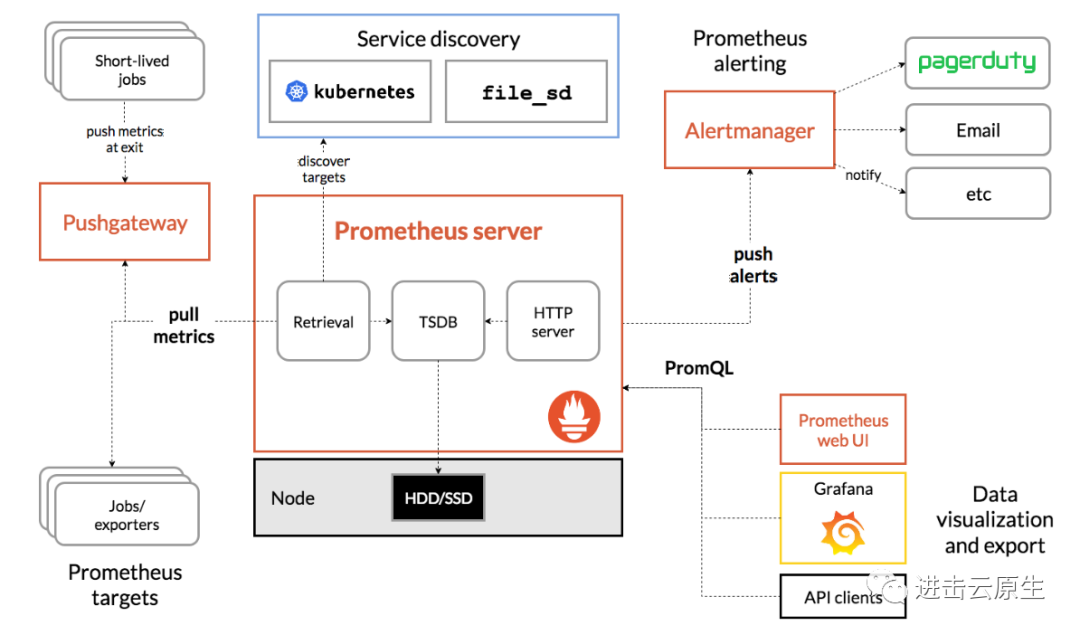 Short-lived
jobs
push metrics
at exit
Pushgateway
pull
metrics
Jobs/
exporters
Prometheus
targets
Service discovery
kubernetes
file_sd
discover
targets
Prometheus server
Retrieval
TSDB
HTTP
server
Node
HDD/SSD
Prometheus
alerting
Alertmanager
pagerduty
Email
etc
notify
push
alerts
PromQL
Prometheus
web UI
Grafana
API clients
Data
visualization
and export
进击云原生